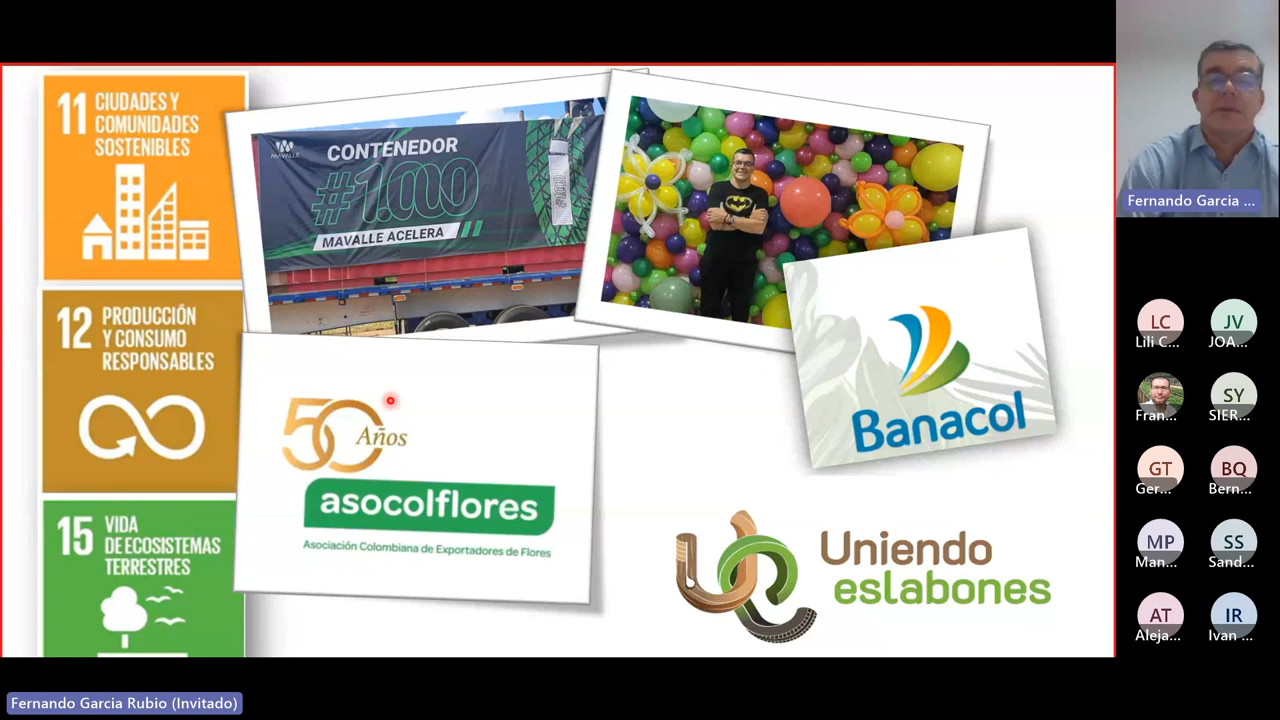 11 CIUDADES Y
COMUNIDADES
SOSTENIBLES
12 PRODUCCIÓN
Y CONSUMO
RESPONSABLES
15 VIDA
DE ECOSISTEMAS
TERRESTRES
MAVALLE
CONTENEDOR
#1.000
MAVALLE ACELERA
50 Años
asocolflores
Asociación Colombiana de Exportadores de Flores
Banacol
Uniendo
eslabones
Fernando Garcia ...
LC
Lili C...
JV
JOA...
Fran...
SY
SIER...
GT
Ger...
BQ
Bern...
MP
Man...
SS
Sand...
AT
Aleja...
IR
Ivan ...
Fernando Garcia Rubio (Invitado)